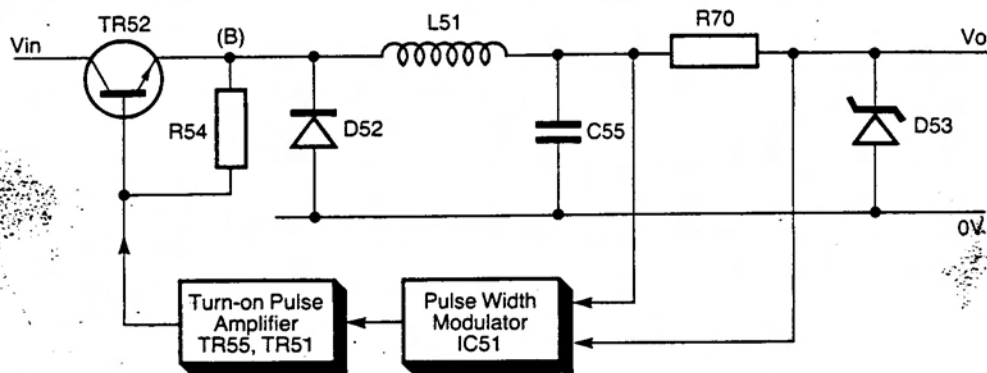 TR52
Vin
(B)
L51
R70
Vo
R54
D52
C55
D53
0V
Turn-on Pulse
Amplifier
TR55, TR51
Pulse Width
Modulator
IC51